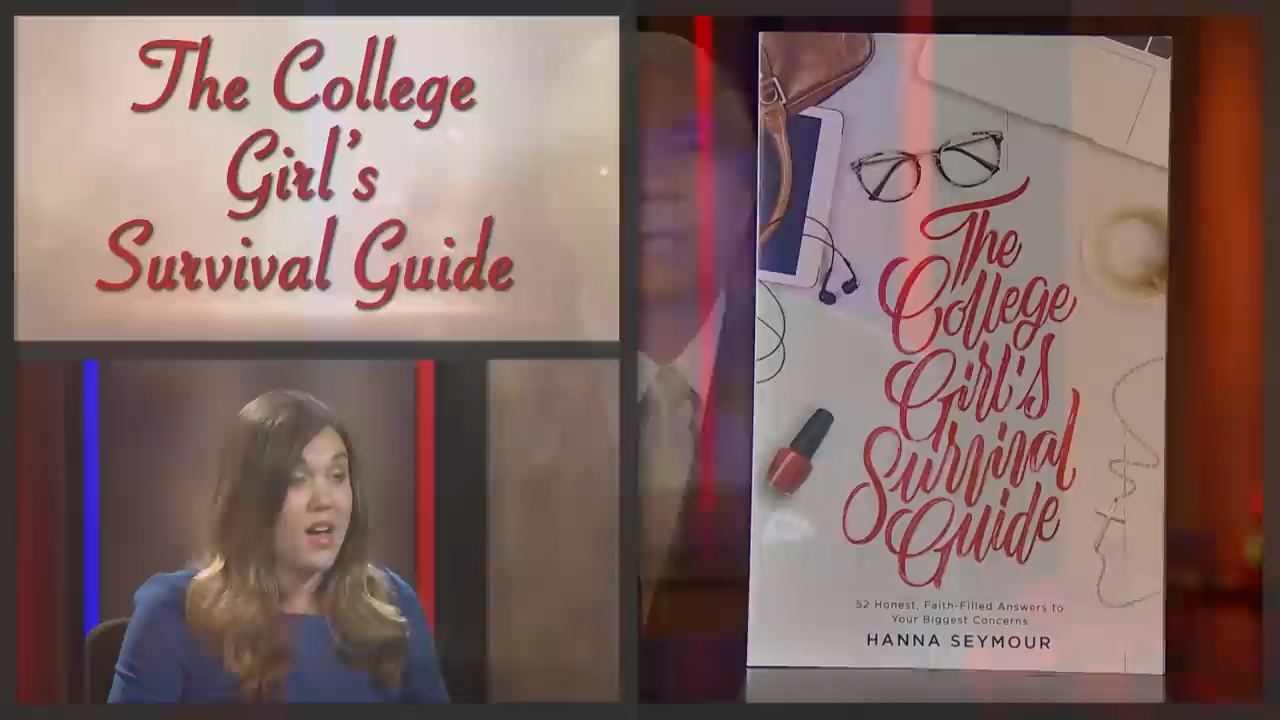 The College
Girl's
Survival Guide
The
College
Girl's
Survival
Guide
52 Honest, Faith-Filled Answers to
Your Biggest Concerns
HANNA SEYMOUR